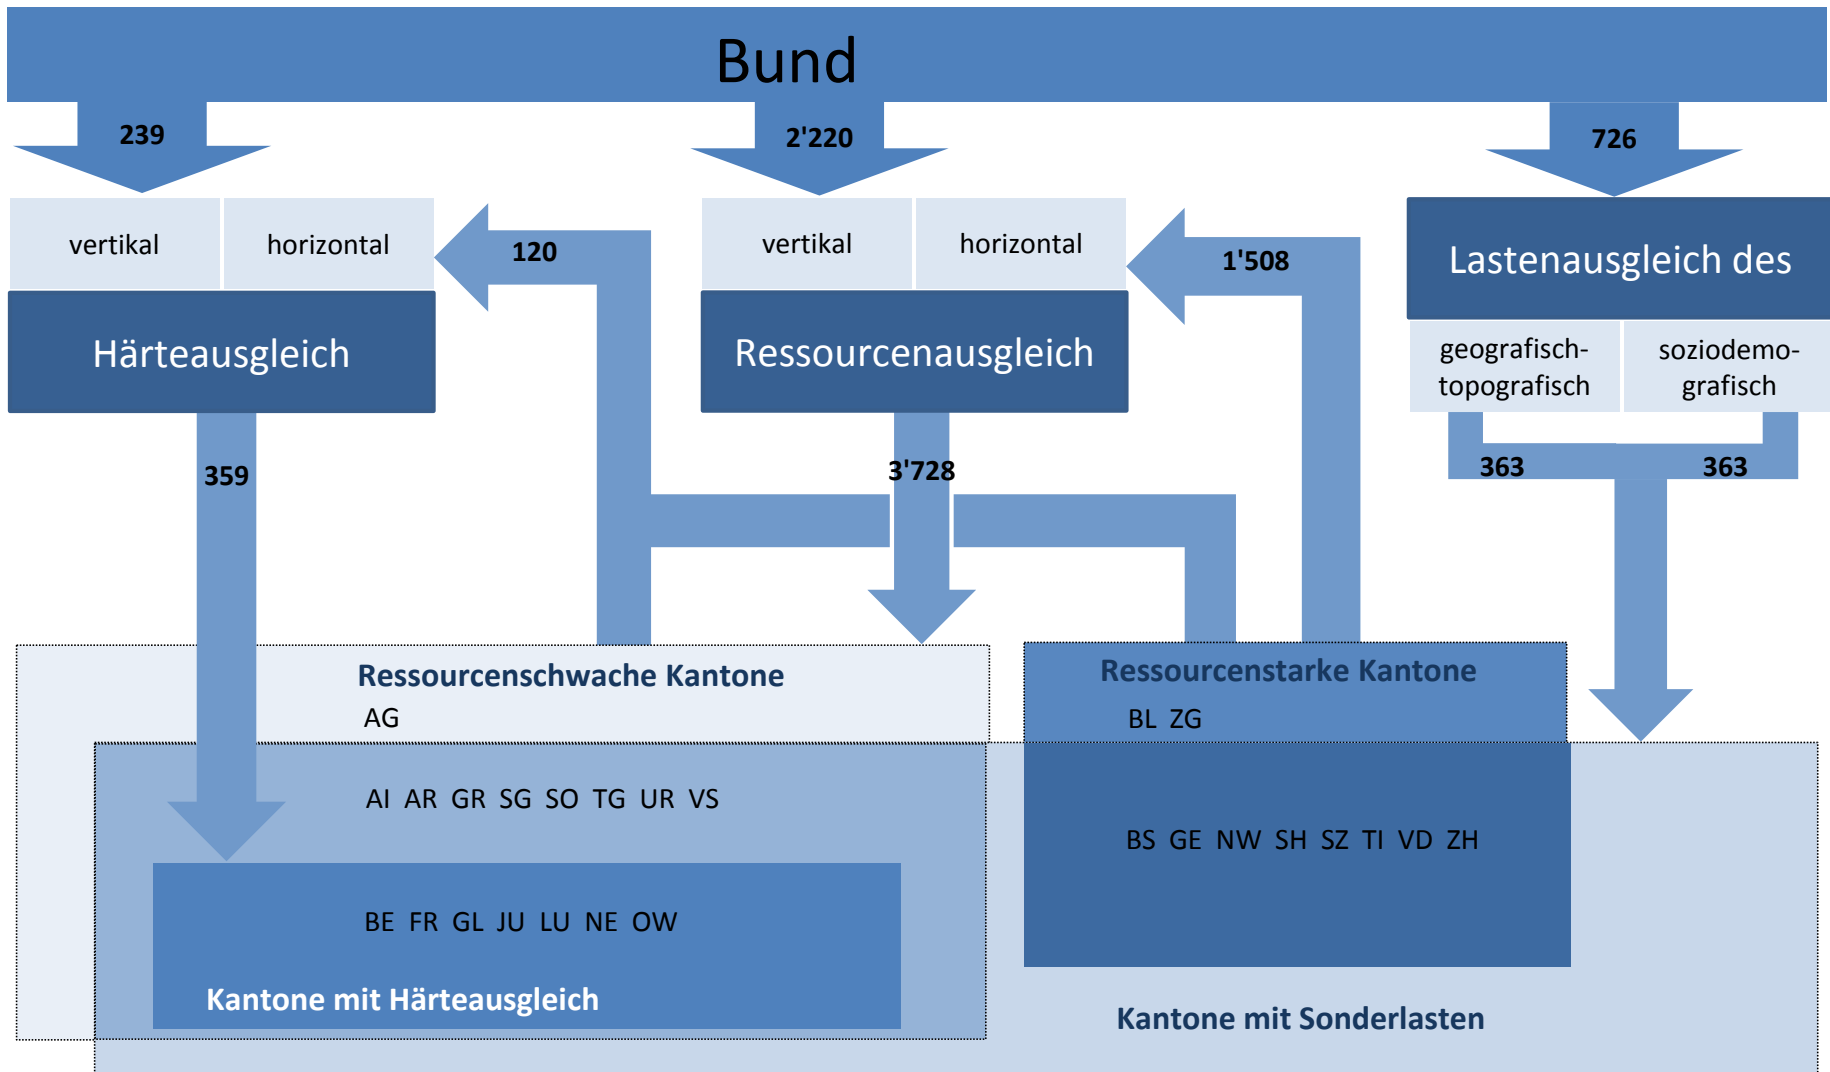 Bund
239
2'220
726
vertikal
horizontal
120
vertikal
horizontal
1'508
Lastenausgleich des
Härteausgleich
Ressourcenausgleich
geografisch-
topografisch
soziodemo-
grafisch
359
3'728
363
363
Ressourcenschwache Kantone
AG
Ressourcenstarke Kantone
BL ZG
AI AR GR SG SO TG UR VS
BS GE NW SH SZ TI VD ZH
BE FR GL JU LU NE OW
Kantone mit Härteausgleich
Kantone mit Sonderlasten